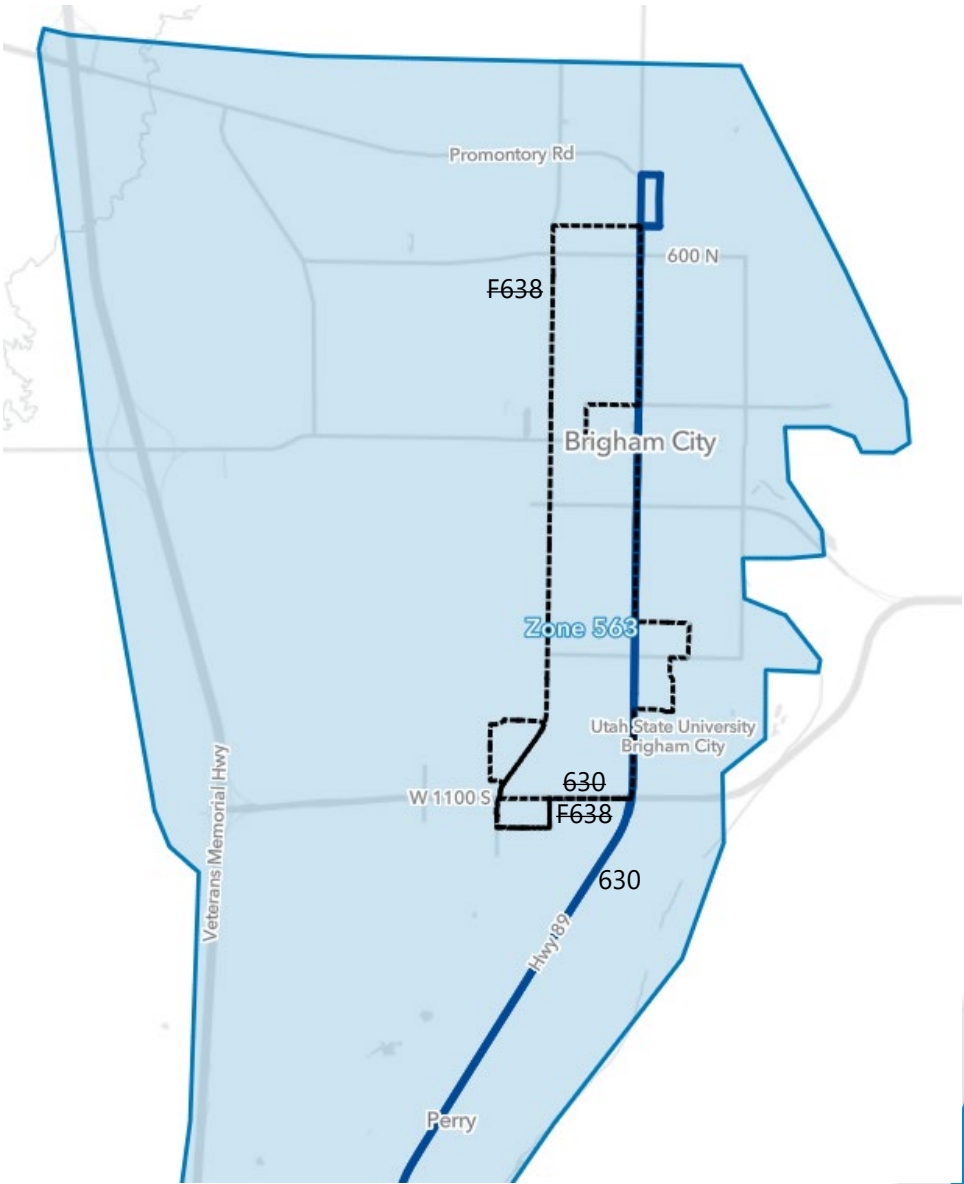 Promontory Rd
600 N
F638
Brigham City
Zone 563
Utah State University
Brigham City
630
W 1100 S
F638
Veterans Memorial Hwy
630
Hwy 89
Perry